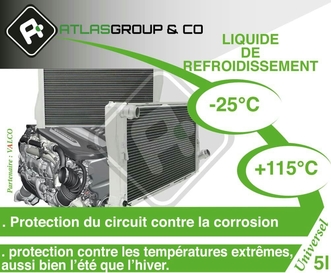 ATLASGROUP & CO
LIQUIDE
DE
REFROIDISSEMENT
-25°C
+115°C
Partenaire : VALCO
. Protection du circuit contre la corrosion
. protection contre les températures extrêmes,
aussi bien l'été que l'hiver.
Universel
5l